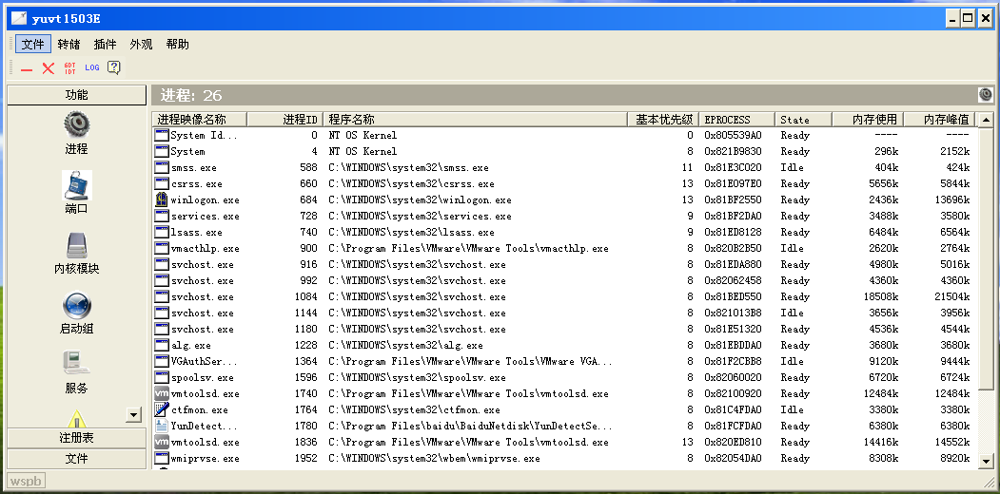 yuvt1503E
文件 转储 插件 外观 帮助
GDT IDT LOG
功能
进程
端口
内核模块
启动组
服务
注册表
文件
进程: 26
进程映像名称 进程ID 程序名称 基本优先级 EPROCESS State 内存使用 内存峰值
System Id... 0 NT OS Kernel 0 0x805539A0 Ready ---- ----
System 4 NT OS Kernel 8 0x821B9830 Ready 296k 2152k
smss.exe 588 C:\WINDOWS\system32\smss.exe 11 0x81E3C020 Idle 404k 424k
csrss.exe 660 C:\WINDOWS\system32\csrss.exe 13 0x81E097E0 Ready 5656k 5844k
winlogon.exe 684 C:\WINDOWS\system32\winlogon.exe 13 0x81BF2550 Ready 2436k 13696k
services.exe 728 C:\WINDOWS\system32\services.exe 9 0x81BF2DA0 Ready 3488k 3580k
lsass.exe 740 C:\WINDOWS\system32\lsass.exe 9 0x81ED8128 Ready 6484k 6564k
vmacthlp.exe 900 C:\Program Files\VMware\VMware Tools\vmacthlp.exe 8 0x820B2B50 Idle 2620k 2764k
svchost.exe 916 C:\WINDOWS\system32\svchost.exe 8 0x81EDA880 Ready 4980k 5016k
svchost.exe 992 C:\WINDOWS\system32\svchost.exe 8 0x82062458 Ready 4360k 4360k
svchost.exe 1084 C:\WINDOWS\system32\svchost.exe 8 0x81BED550 Ready 18508k 21504k
svchost.exe 1144 C:\WINDOWS\system32\svchost.exe 8 0x821013B8 Idle 3656k 3956k
svchost.exe 1180 C:\WINDOWS\system32\svchost.exe 8 0x81E51320 Ready 4536k 4544k
alg.exe 1228 C:\WINDOWS\system32\alg.exe 8 0x81EBDDA0 Ready 3680k 3680k
VGAuthSer... 1364 C:\Program Files\VMware\VMware Tools\VMware VGA... 8 0x81F2CBB8 Idle 9120k 9444k
spoolsv.exe 1596 C:\WINDOWS\system32\spoolsv.exe 8 0x82060020 Ready 6720k 6724k
vmtoolsd.exe 1740 C:\Program Files\VMware\VMware Tools\vmtoolsd.exe 8 0x82100920 Ready 12484k 12484k
ctfmon.exe 1764 C:\WINDOWS\system32\ctfmon.exe 8 0x81C4FDA0 Idle 3380k 3380k
YunDetect... 1780 C:\Program Files\baidu\BaiduNetdisk\YunDetectSe... 8 0x81FCFDA0 Ready 6380k 6380k
vmtoolsd.exe 1836 C:\Program Files\VMware\VMware Tools\vmtoolsd.exe 13 0x820ED810 Ready 14416k 14552k
wmiprvse.exe 1952 C:\WINDOWS\system32\wbem\wmiprvse.exe 8 0x82054DA0 Ready 8308k 8920k
wspb